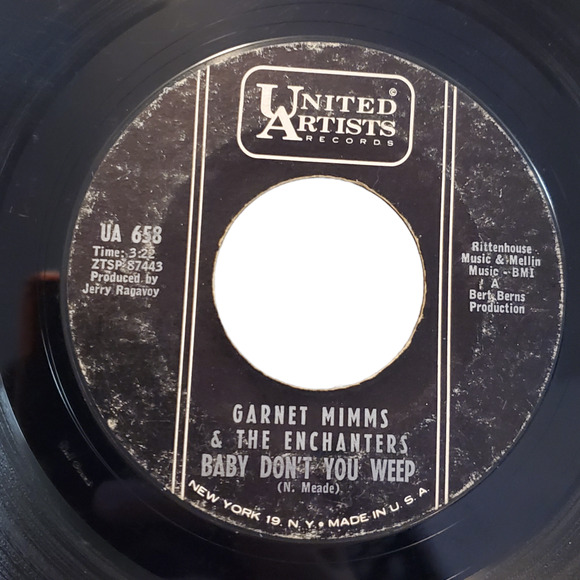 UNITED ©
ARTISTS
RECORDS
UA 658
Time: 3:22
ZTSP 87443
Produced by
Jerry Ragavoy
Rittenhouse
Music & Mellin
Music - BMI
A
Bert Berns
Production
GARNET MIMMS
& THE ENCHANTERS
BABY DON'T YOU WEEP
(N. Meade)
NEW YORK 19, N.Y. • MADE IN U.S.A.